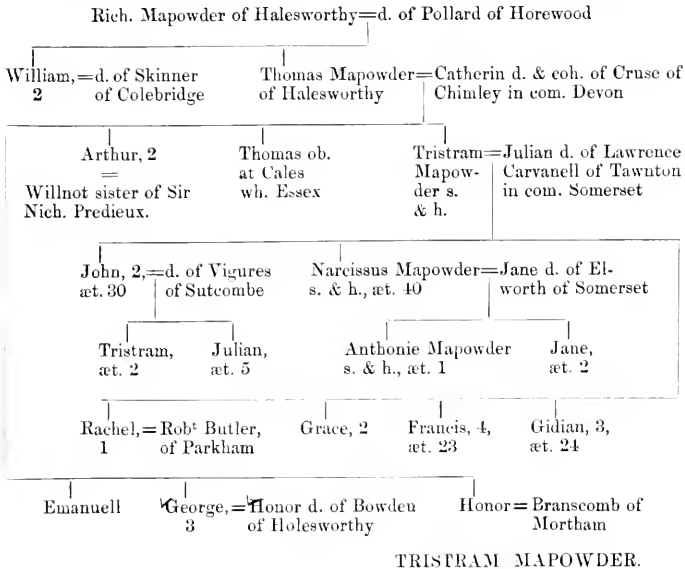 Rich. Mapowder of Halesworthy=d. of Pollard of Horewood
William,=d. of Skinner
2 of Colebridge
Thomas Mapowder=Catherin d. & coh. of Cruse of
of Halesworthy Chimley in com. Devon
Arthur, 2
=
Willnot sister of Sir
Nich. Predieux.
Thomas ob.
at Cales
wh. Essex
Tristram=Julian d. of Lawrence
Mapow- Carvanell of Tawnton
der s. in com. Somerset
& h.
John, 2,=d. of Vigures
æt. 30 of Sutcombe
Narcissus Mapowder=Jane d. of El-
s. & h., æt. 40 worth of Somerset
Tristram,
æt. 2
Julian,
æt. 5
Anthonie Mapowder
s. & h., æt. 1
Jane,
æt. 2
Rachel,=Robᵗ Butler,
1 of Parkham
Grace, 2
Francis, 4,
æt. 23
Gidian, 3,
æt. 24
Emanuell
George,=Honor d. of Bowden
3 of Holesworthy
Honor=Branscomb of
Mortham
TRISTRAM MAPOWDER.